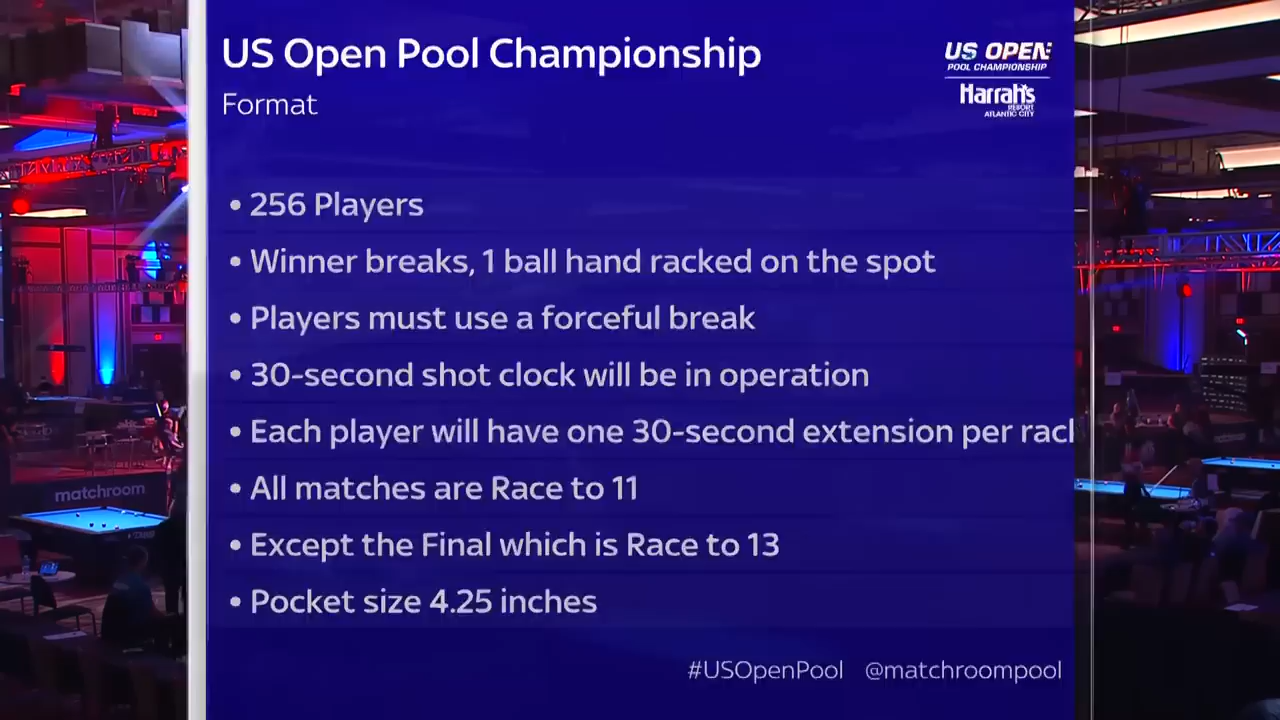 US Open Pool Championship
Format
US OPEN
POOL CHAMPIONSHIP
Harrah's
RESORT
ATLANTIC CITY
• 256 Players
• Winner breaks, 1 ball hand racked on the spot
• Players must use a forceful break
• 30-second shot clock will be in operation
• Each player will have one 30-second extension per rack
• All matches are Race to 11
• Except the Final which is Race to 13
• Pocket size 4.25 inches
matchroom
#USOpenPool @matchroompool